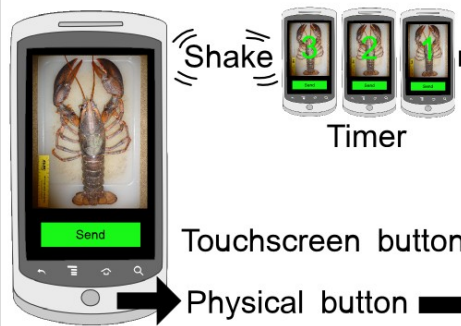 Shake
3 2 1
Send Send Send
Timer
Send
Touchscreen button
Physical button